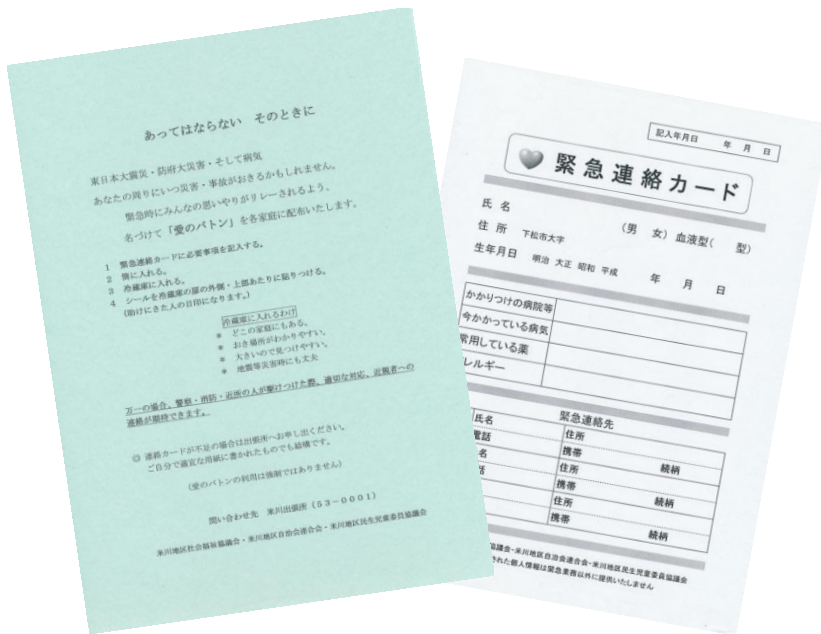 あってはならない そのときに
東日本大震災・防府大災害・そして病気
あなたの周りにいつ災害・事故がおきるかもしれません。
緊急時にみんなの思いやりがリレーされるよう、
名づけて「愛のバトン」を各家庭に配布いたします。
1 緊急連絡カードに必要事項を記入する。
2 筒に入れる。
3 冷蔵庫に入れる。
4 シールを冷蔵庫の扉の外側・上部あたりに貼りつける。
(助けにきた人の目印になります。)
冷蔵庫に入れるわけ
* どこの家庭にもある。
* おき場所がわかりやすい。
* 大きいので見つけやすい。
* 地震等災害時にも丈夫
万一の場合、警察・消防・近所の人が駆けつけた際、適切な対応、近親者への
連絡が期待できます。
◎ 連絡カードが不足の場合は出張所へお申し出ください。
ご自分で適宜な用紙に書かれたものでも結構です。
(愛のバトンの利用は強制ではありません)
問い合わせ先 米川出張所(53-0001)
米川地区社会福祉協議会・米川地区自治会連合会・米川地区民生児童委員協議会
記入年月日 年 月 日
緊急連絡カード
氏名 (男 女) 血液型( 型)
住所 下松市大字
生年月日 明治 大正 昭和 平成 年 月 日
かかりつけの病院等
今かかっている病気
常用している薬
レルギー
緊急連絡先
氏名 住所
電話 携帯 続柄
名 住所
話 携帯 続柄
住所
携帯 続柄
協議会・米川地区自治会連合会・米川地区民生児童委員協議会
された個人情報は緊急業務以外に提供いたしません